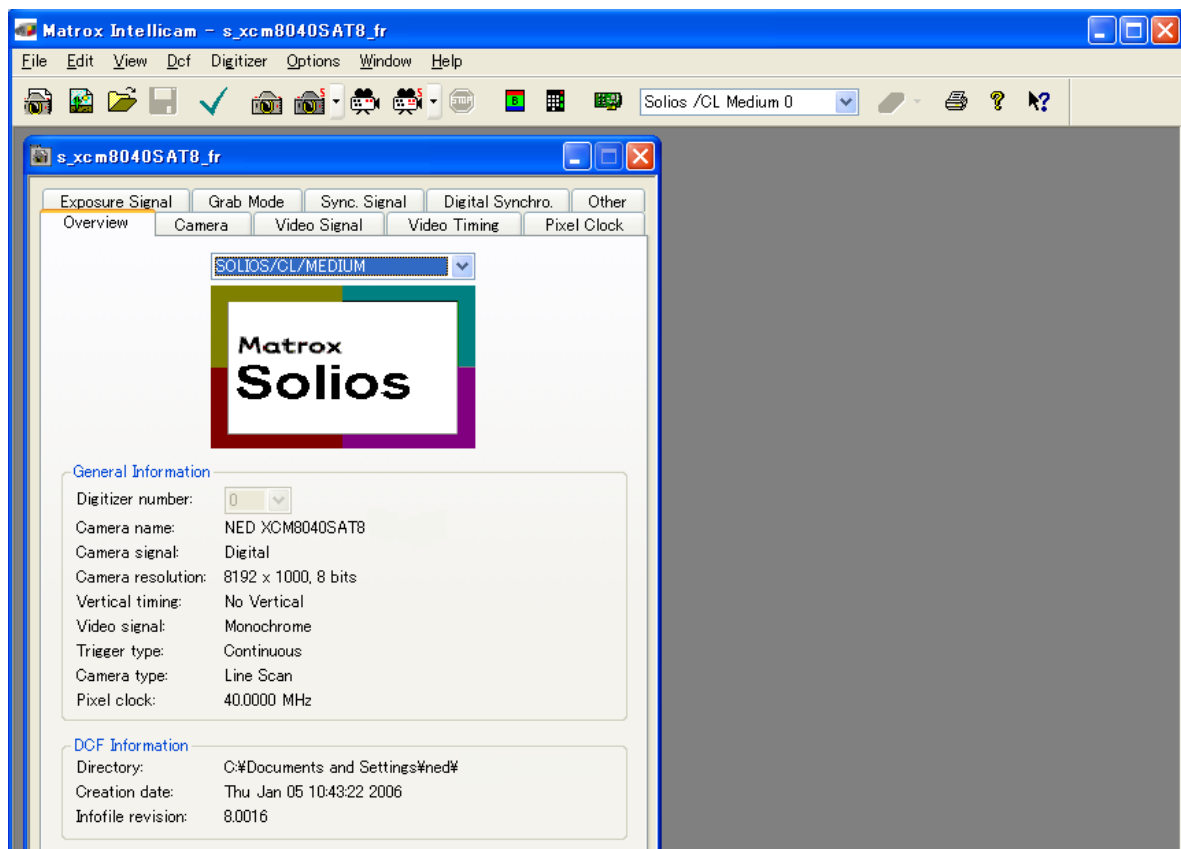 Matrox Intellicam - s_xcm8040SAT8_fr
File Edit View Dcf Digitizer Options Window Help
STOP B Solios /CL Medium 0
s_xcm8040SAT8_fr
Exposure Signal Grab Mode Sync. Signal Digital Synchro. Other
Overview Camera Video Signal Video Timing Pixel Clock
SOLIOS/CL/MEDIUM
Matrox
Solios
General Information
Digitizer number: 0
Camera name: NED XCM8040SAT8
Camera signal: Digital
Camera resolution: 8192 x 1000, 8 bits
Vertical timing: No Vertical
Video signal: Monochrome
Trigger type: Continuous
Camera type: Line Scan
Pixel clock: 40.0000 MHz
DCF Information
Directory: C:¥Documents and Settings¥ned¥
Creation date: Thu Jan 05 10:43:22 2006
Infofile revision: 8.0016